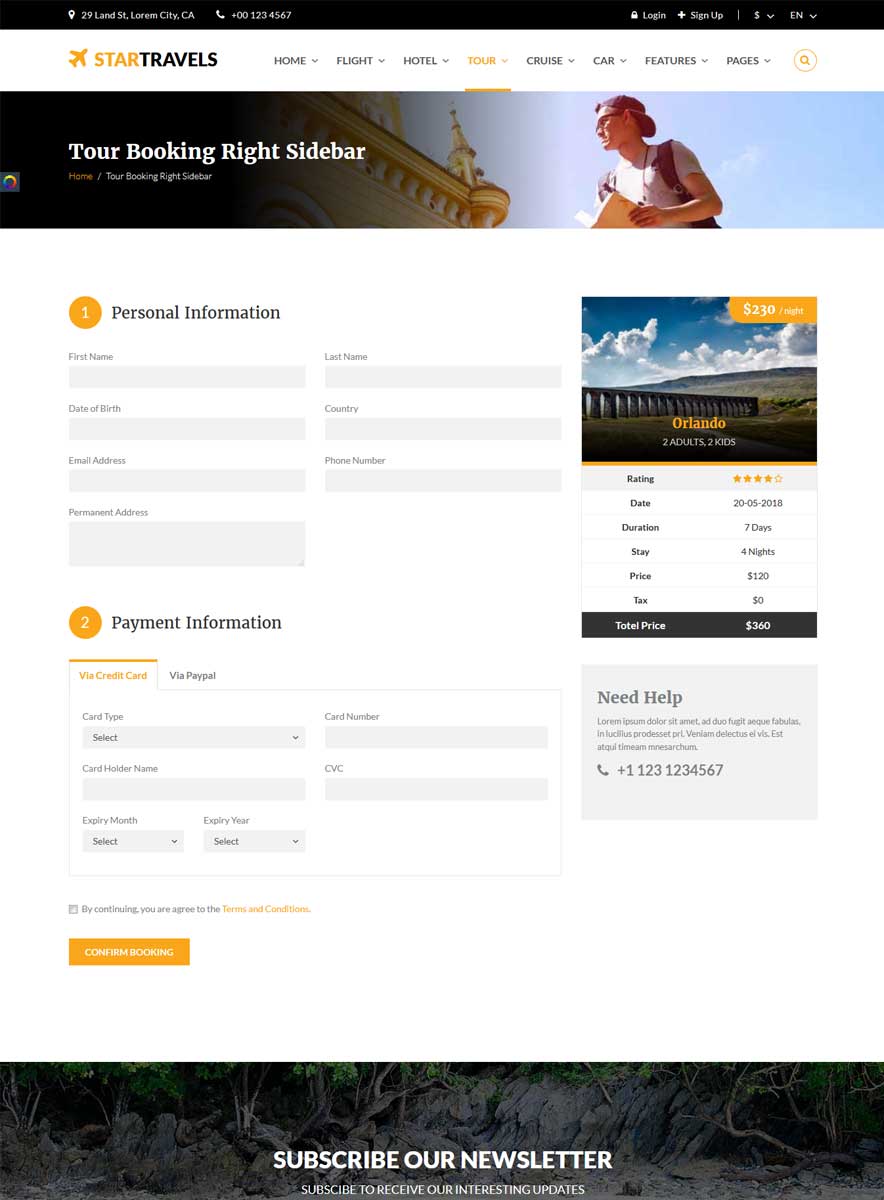 29 Land St, Lorem City, CA +00 123 4567 Login Sign Up $ EN
STARTRAVELS HOME FLIGHT HOTEL TOUR CRUISE CAR FEATURES PAGES
Tour Booking Right Sidebar
Home / Tour Booking Right Sidebar
1 Personal Information
First Name Last Name
Date of Birth Country
Email Address Phone Number
Permanent Address
2 Payment Information
Via Credit Card Via Paypal
Card Type Card Number
Select
Card Holder Name CVC
Expiry Month Expiry Year
Select Select
By continuing, you are agree to the Terms and Conditions.
CONFIRM BOOKING
$230 / night
Orlando
2 ADULTS, 2 KIDS
Rating
Date 20-05-2018
Duration 7 Days
Stay 4 Nights
Price $120
Tax $0
Totel Price $360
Need Help
Lorem ipsum dolor sit amet, ad duo fugit aeque fabulas,
in lucilius prodesset pri. Veniam delectus ei vis. Est
atqui timeam mnesarchum.
+1 123 1234567
SUBSCRIBE OUR NEWSLETTER
SUBSCIBE TO RECEIVE OUR INTERESTING UPDATES